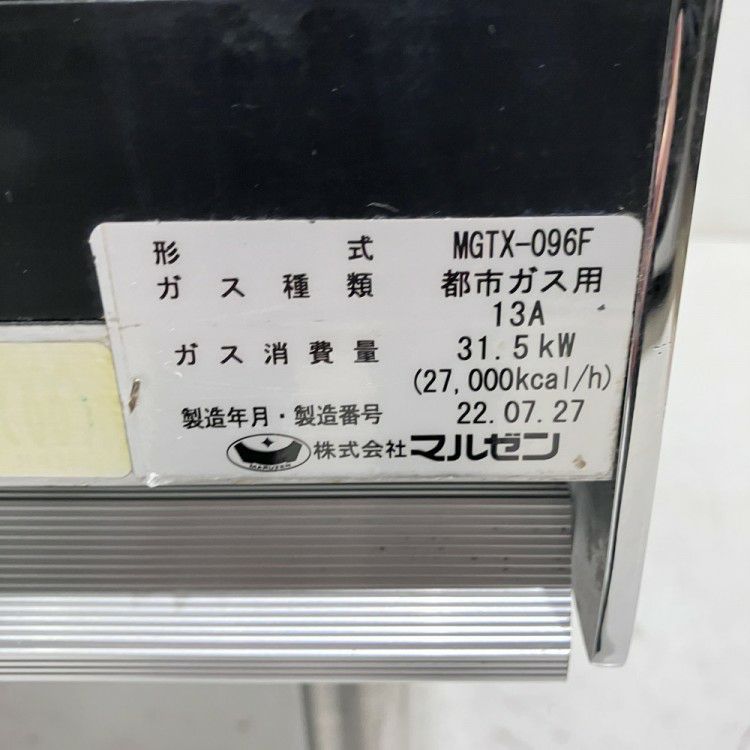 形式 MGTX-096F
ガス種類 都市ガス用
13A
ガス消費量 31.5kW
(27,000kcal/h)
製造年月・製造番号 22.07.27
MARUZEN 株式会社マルゼン